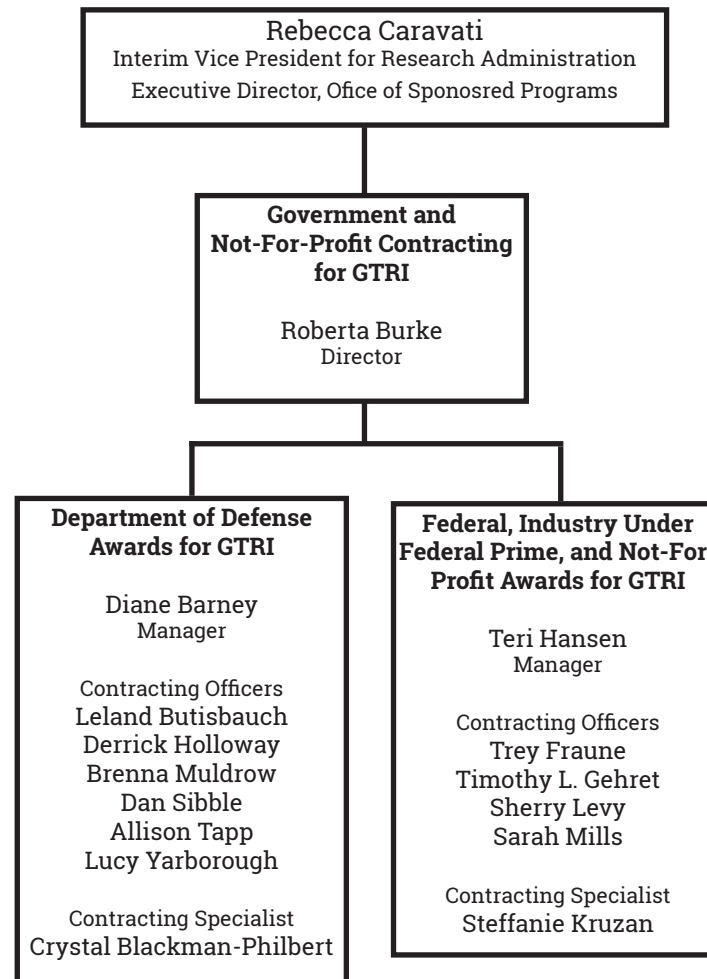 Rebecca Caravati
Interim Vice President for Research Administration
Executive Director, Ofice of Sponosred Programs
Government and
Not-For-Profit Contracting
for GTRI
Roberta Burke
Director
Department of Defense
Awards for GTRI
Diane Barney
Manager
Contracting Officers
Leland Butisbauch
Derrick Holloway
Brenna Muldrow
Dan Sibble
Allison Tapp
Lucy Yarborough
Contracting Specialist
Crystal Blackman-Philbert
Federal, Industry Under
Federal Prime, and Not-For
Profit Awards for GTRI
Teri Hansen
Manager
Contracting Officers
Trey Fraune
Timothy L. Gehret
Sherry Levy
Sarah Mills
Contracting Specialist
Steffanie Kruzan